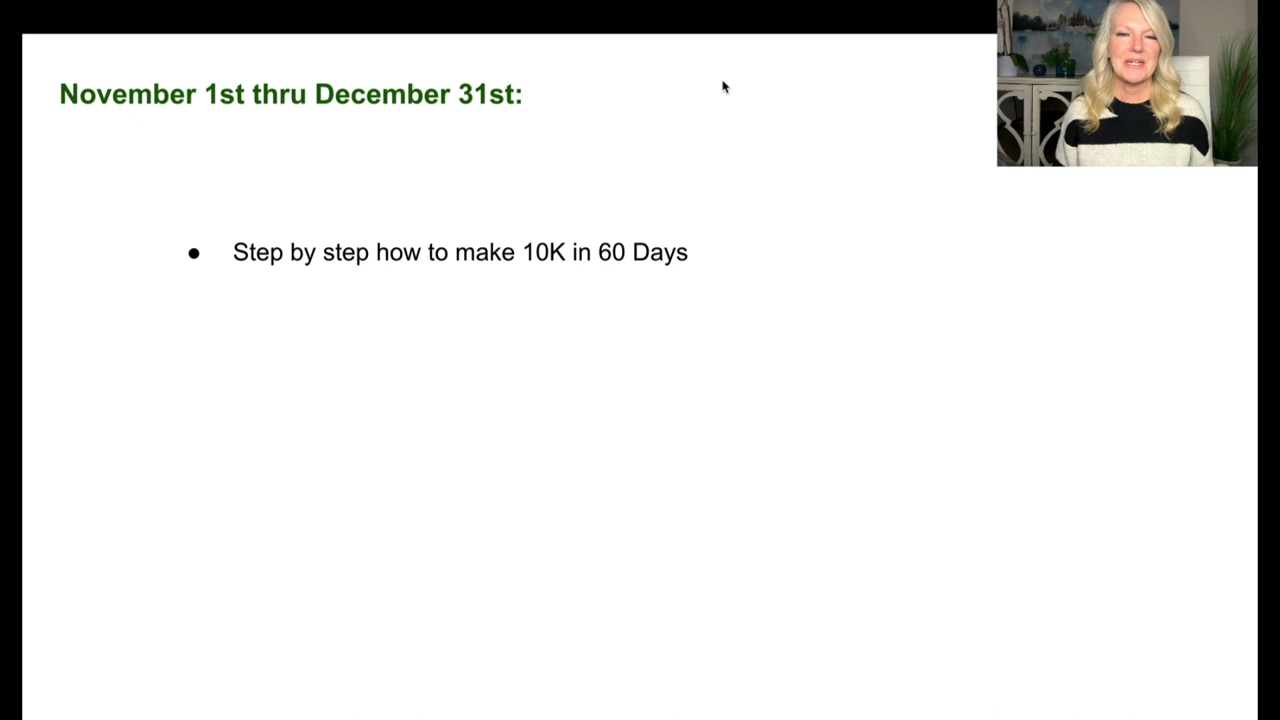 November 1st thru December 31st:
● Step by step how to make 10K in 60 Days